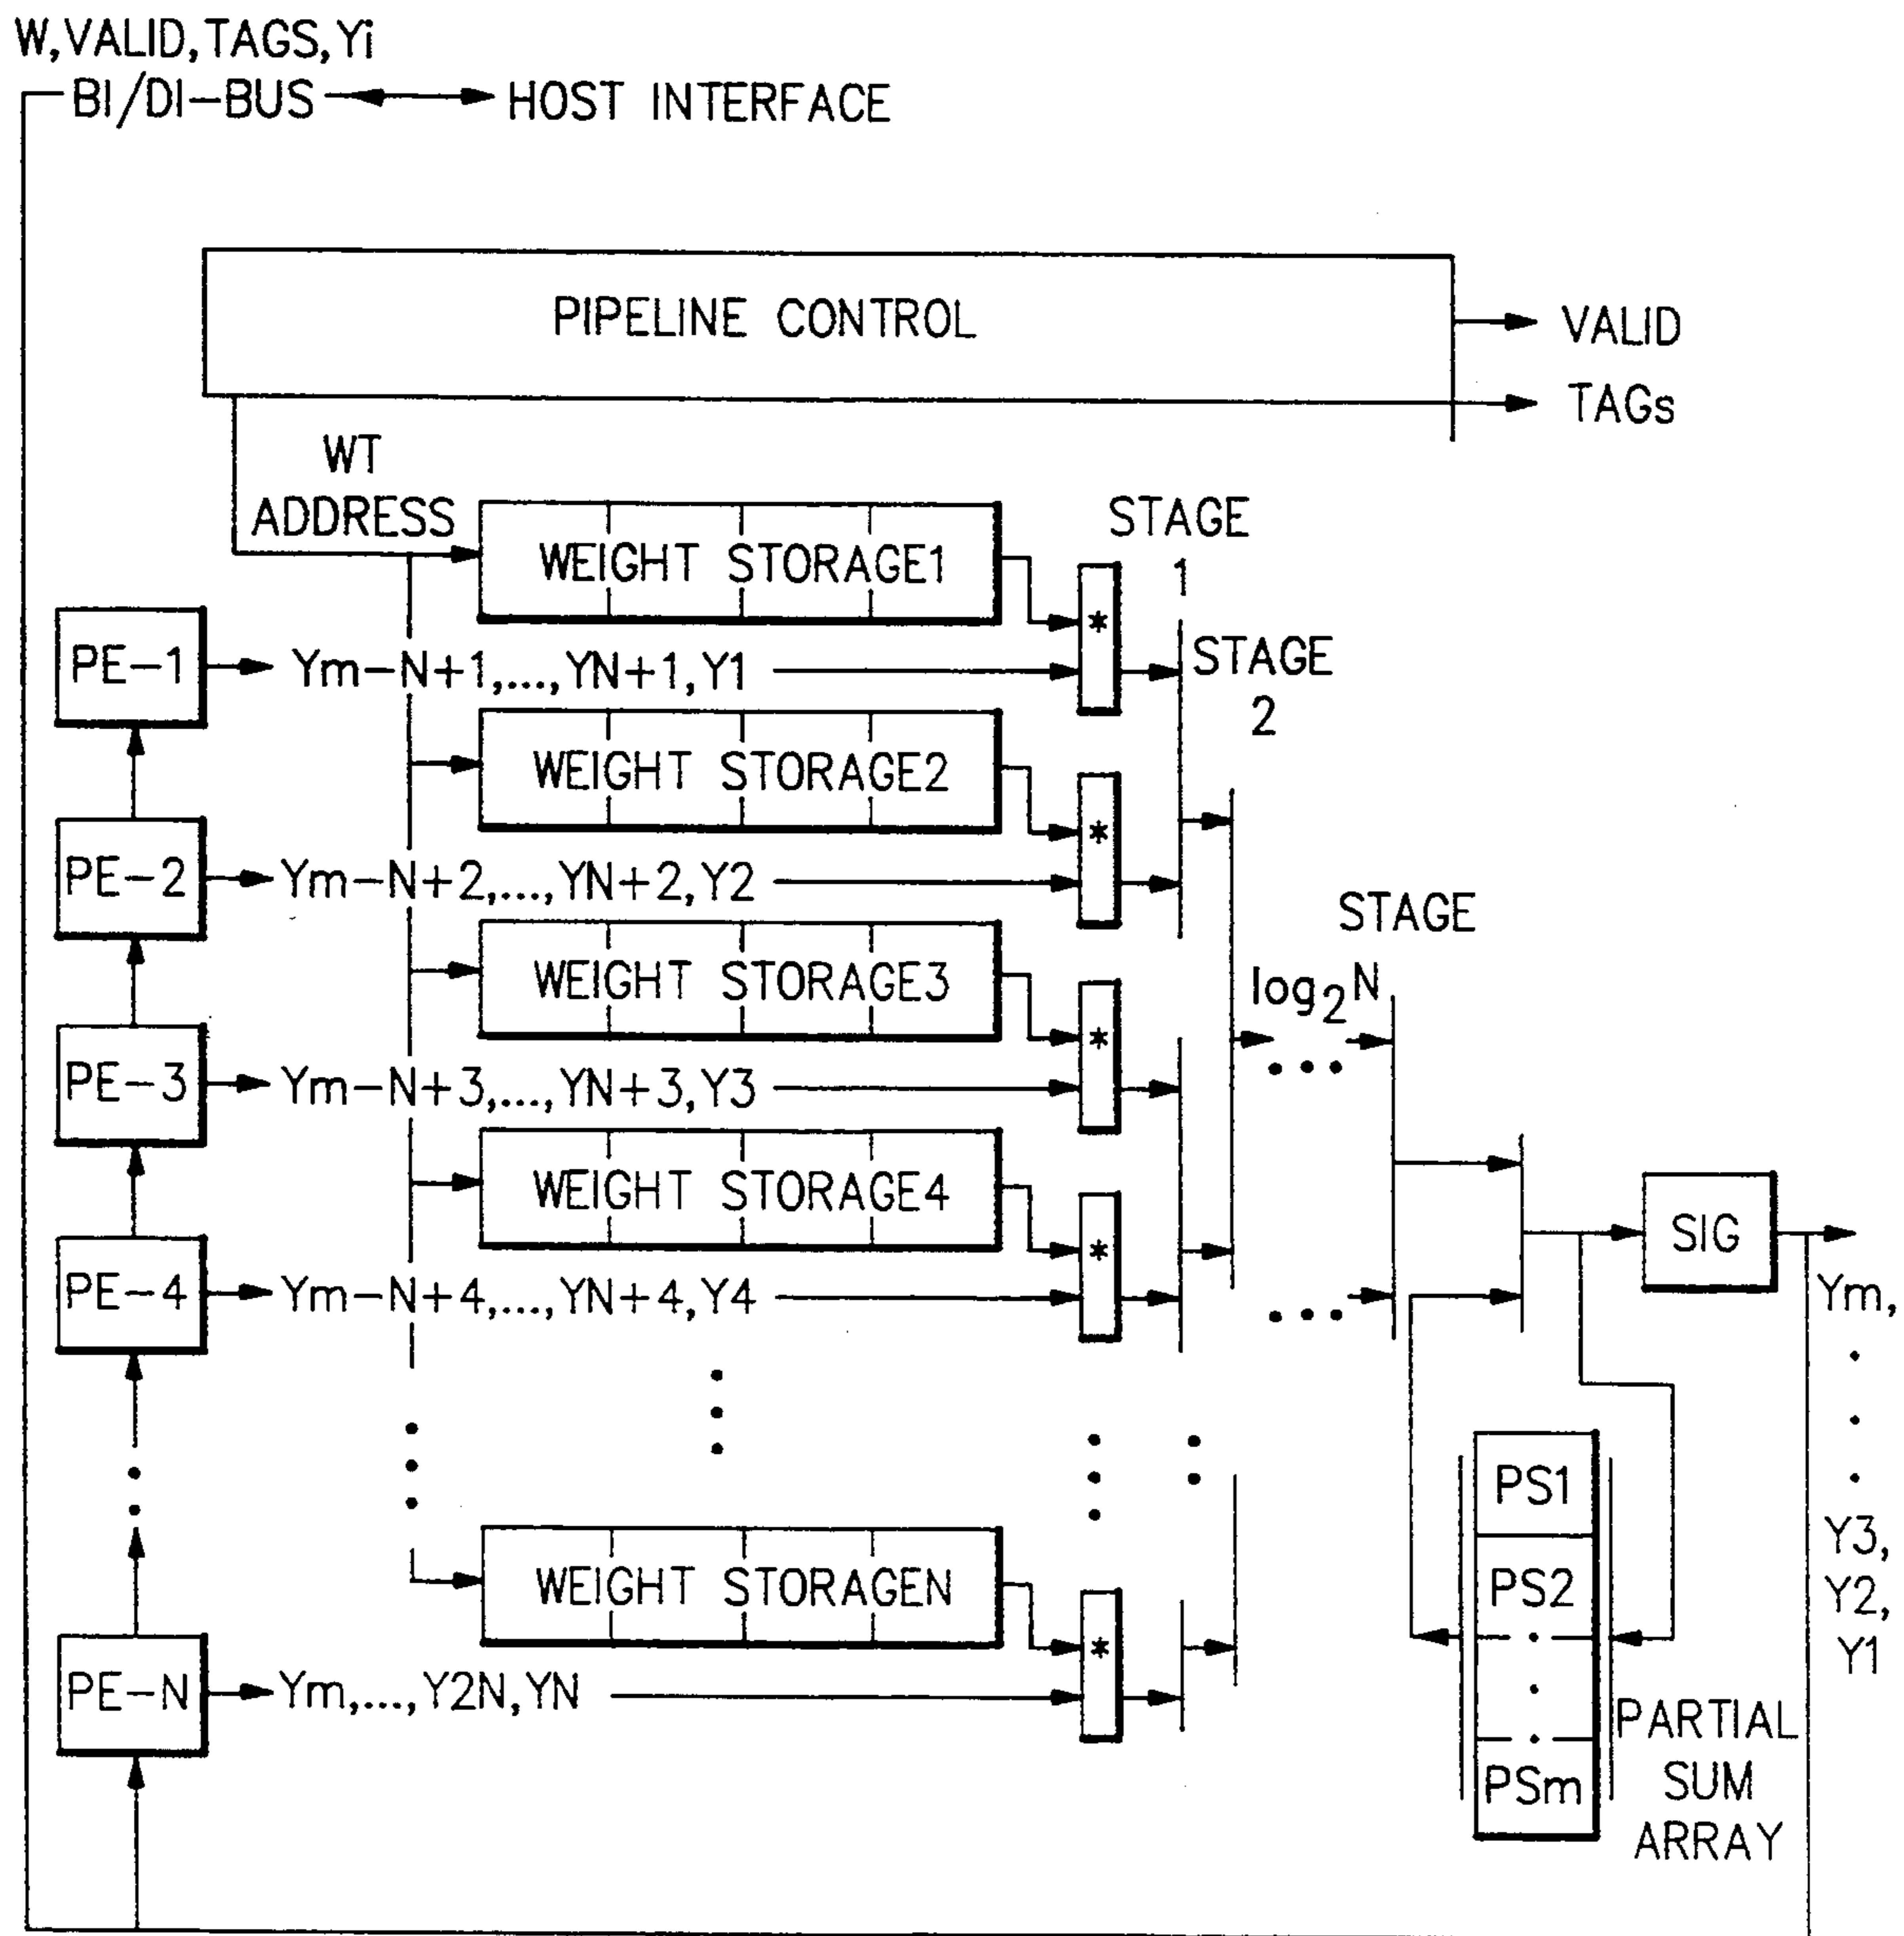 W,VALID,TAGS,Yi
BI/DI-BUS
HOST INTERFACE
PIPELINE CONTROL
VALID
TAGs
WT
ADDRESS
WEIGHT STORAGE1
STAGE
1
*
PE-1
Ym-N+1,...,YN+1,Y1
STAGE
2
WEIGHT STORAGE2
*
PE-2
Ym-N+2,...,YN+2,Y2
STAGE
log2N
WEIGHT STORAGE3
*
PE-3
Ym-N+3,...,YN+3,Y3
WEIGHT STORAGE4
*
PE-4
Ym-N+4,...,YN+4,Y4
SIG
Ym,
Y3,
Y2,
Y1
PS1
PS2
PSm
PARTIAL
SUM
ARRAY
WEIGHT STORAGEN
*
PE-N
Ym,...,Y2N,YN